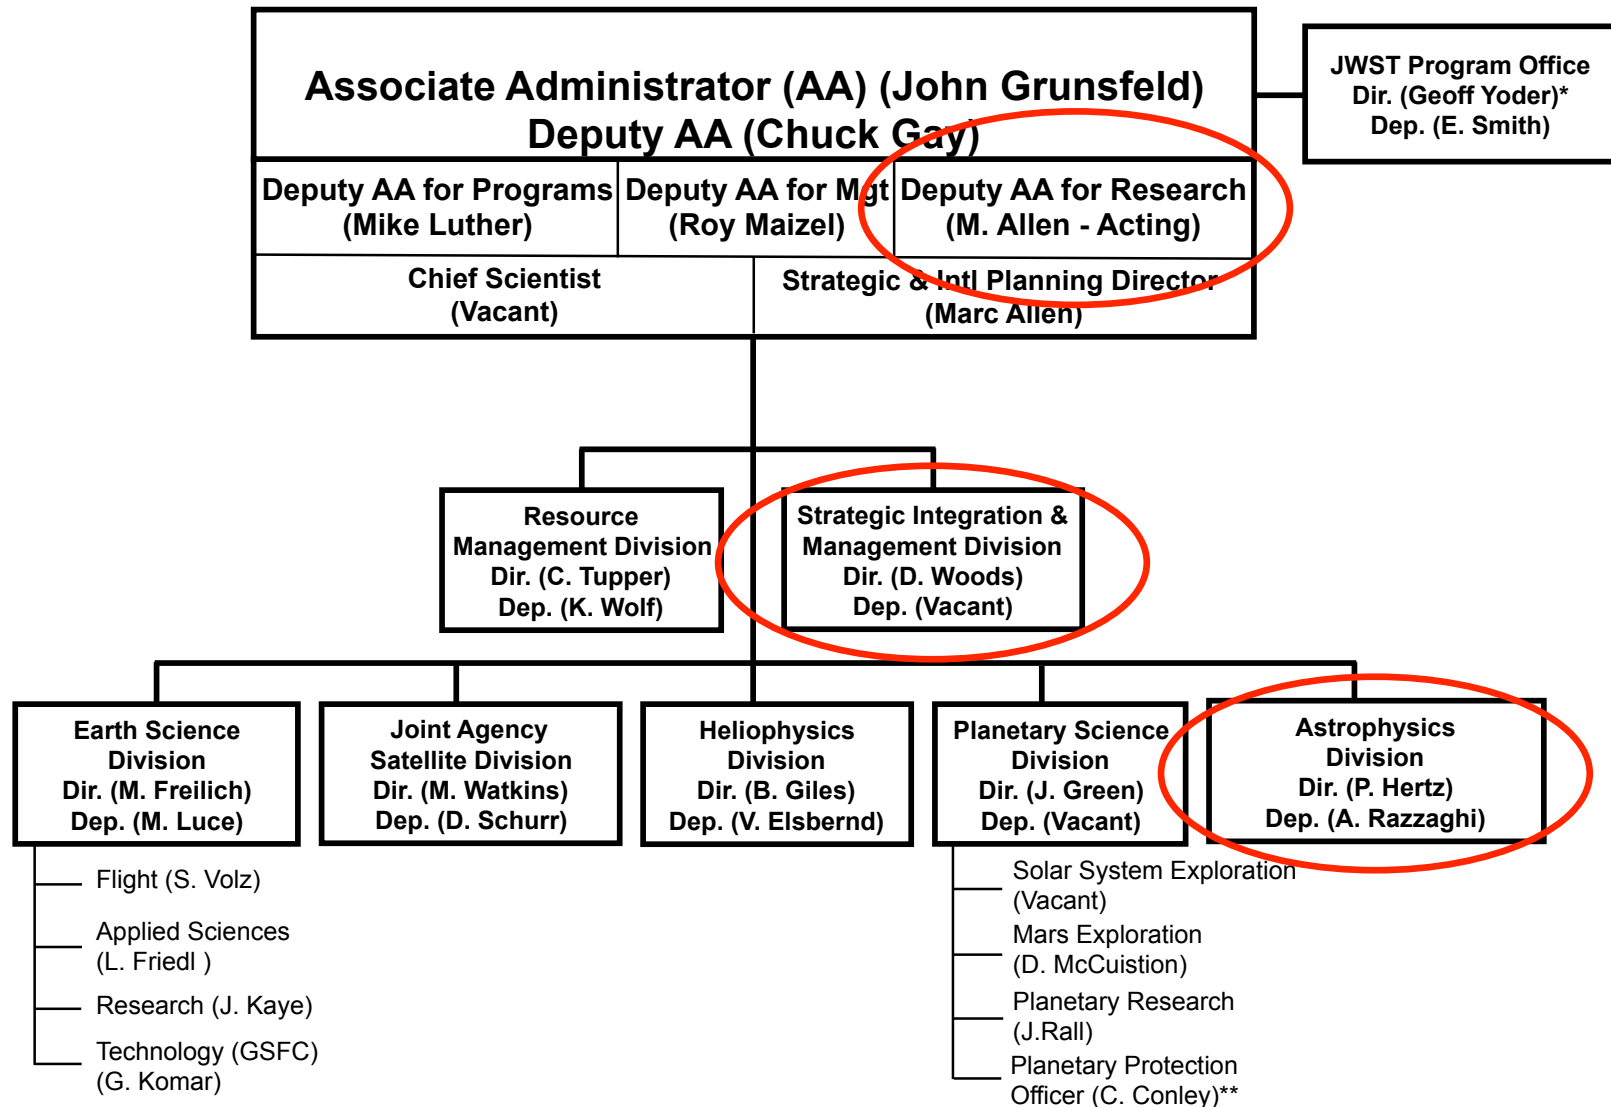 Associate Administrator (AA) (John Grunsfeld)
Deputy AA (Chuck Gay)
JWST Program Office
Dir. (Geoff Yoder)*
Dep. (E. Smith)
Deputy AA for Programs
(Mike Luther)
Deputy AA for Mgt
(Roy Maizel)
Deputy AA for Research
(M. Allen - Acting)
Chief Scientist
(Vacant)
Strategic & Intl Planning Director
(Marc Allen)
Resource
Management Division
Dir. (C. Tupper)
Dep. (K. Wolf)
Strategic Integration &
Management Division
Dir. (D. Woods)
Dep. (Vacant)
Earth Science
Division
Dir. (M. Freilich)
Dep. (M. Luce)
Joint Agency
Satellite Division
Dir. (M. Watkins)
Dep. (D. Schurr)
Heliophysics
Division
Dir. (B. Giles)
Dep. (V. Elsbernd)
Planetary Science
Division
Dir. (J. Green)
Dep. (Vacant)
Astrophysics
Division
Dir. (P. Hertz)
Dep. (A. Razzaghi)
Flight (S. Volz)
Applied Sciences
(L. Friedl )
Research (J. Kaye)
Technology (GSFC)
(G. Komar)
Solar System Exploration
(Vacant)
Mars Exploration
(D. McCuistion)
Planetary Research
(J.Rall)
Planetary Protection
Officer (C. Conley)**